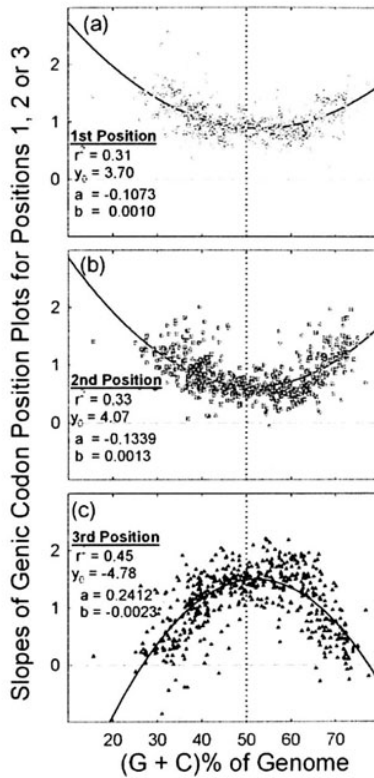 Slopes of Genic Codon Position Plots for Positions 1, 2 or 3
(a)
2
1
0
1st Position
r² = 0.31
y₀ = 3.70
a = -0.1073
b = 0.0010
(b)
2
1
0
2nd Position
r² = 0.33
y₀ = 4.07
a = -0.1339
b = 0.0013
(c)
2
1
0
3rd Position
r² = 0.45
y₀ = -4.78
a = 0.2412
b = -0.0023
20 30 40 50 60 70
(G + C)% of Genome